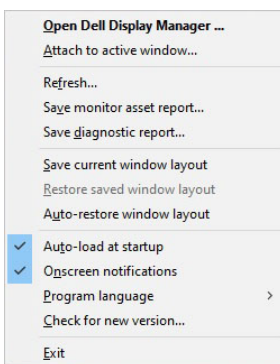 Open Dell Display Manager ...
Attach to active window...
Refresh...
Save monitor asset report...
Save diagnostic report...
Save current window layout
Restore saved window layout
Auto-restore window layout
Auto-load at startup
Onscreen notifications
Program language
Check for new version...
Exit